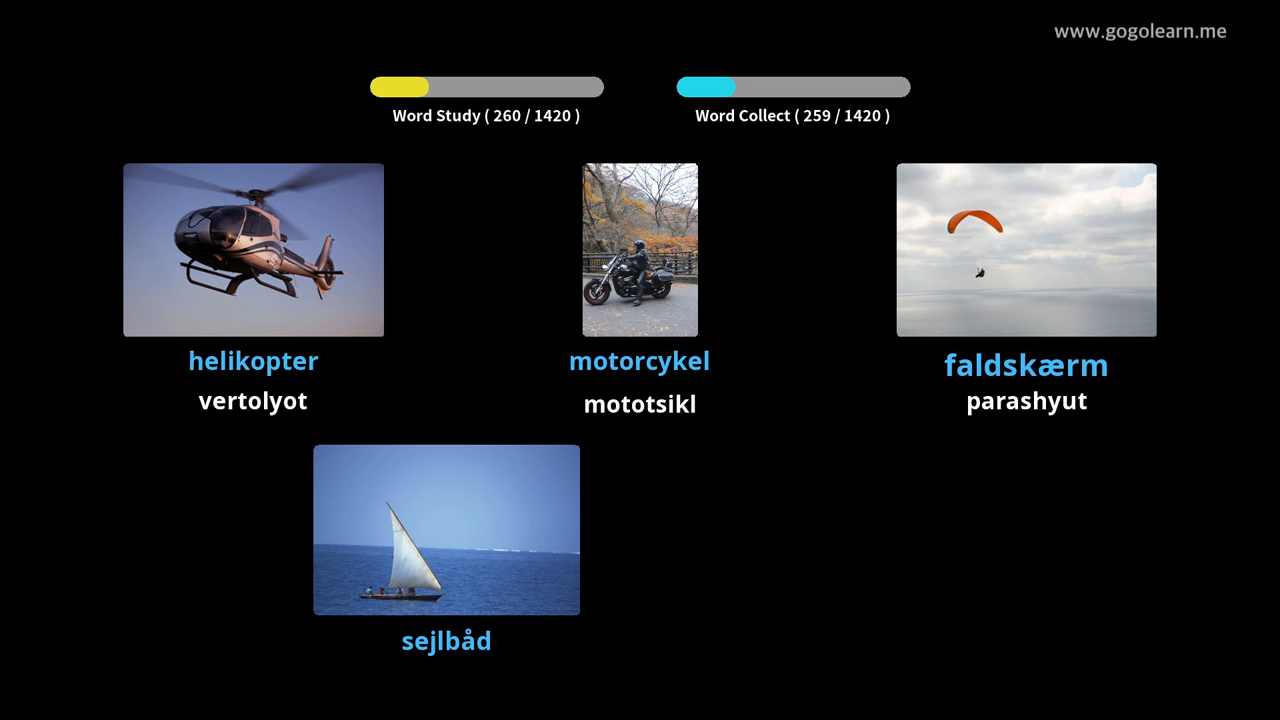 www.gogolearn.me
Word Study ( 260 / 1420 )
Word Collect ( 259 / 1420 )
helikopter
motorcykel
faldskærm
vertolyot
mototsikl
parashyut
sejlbåd